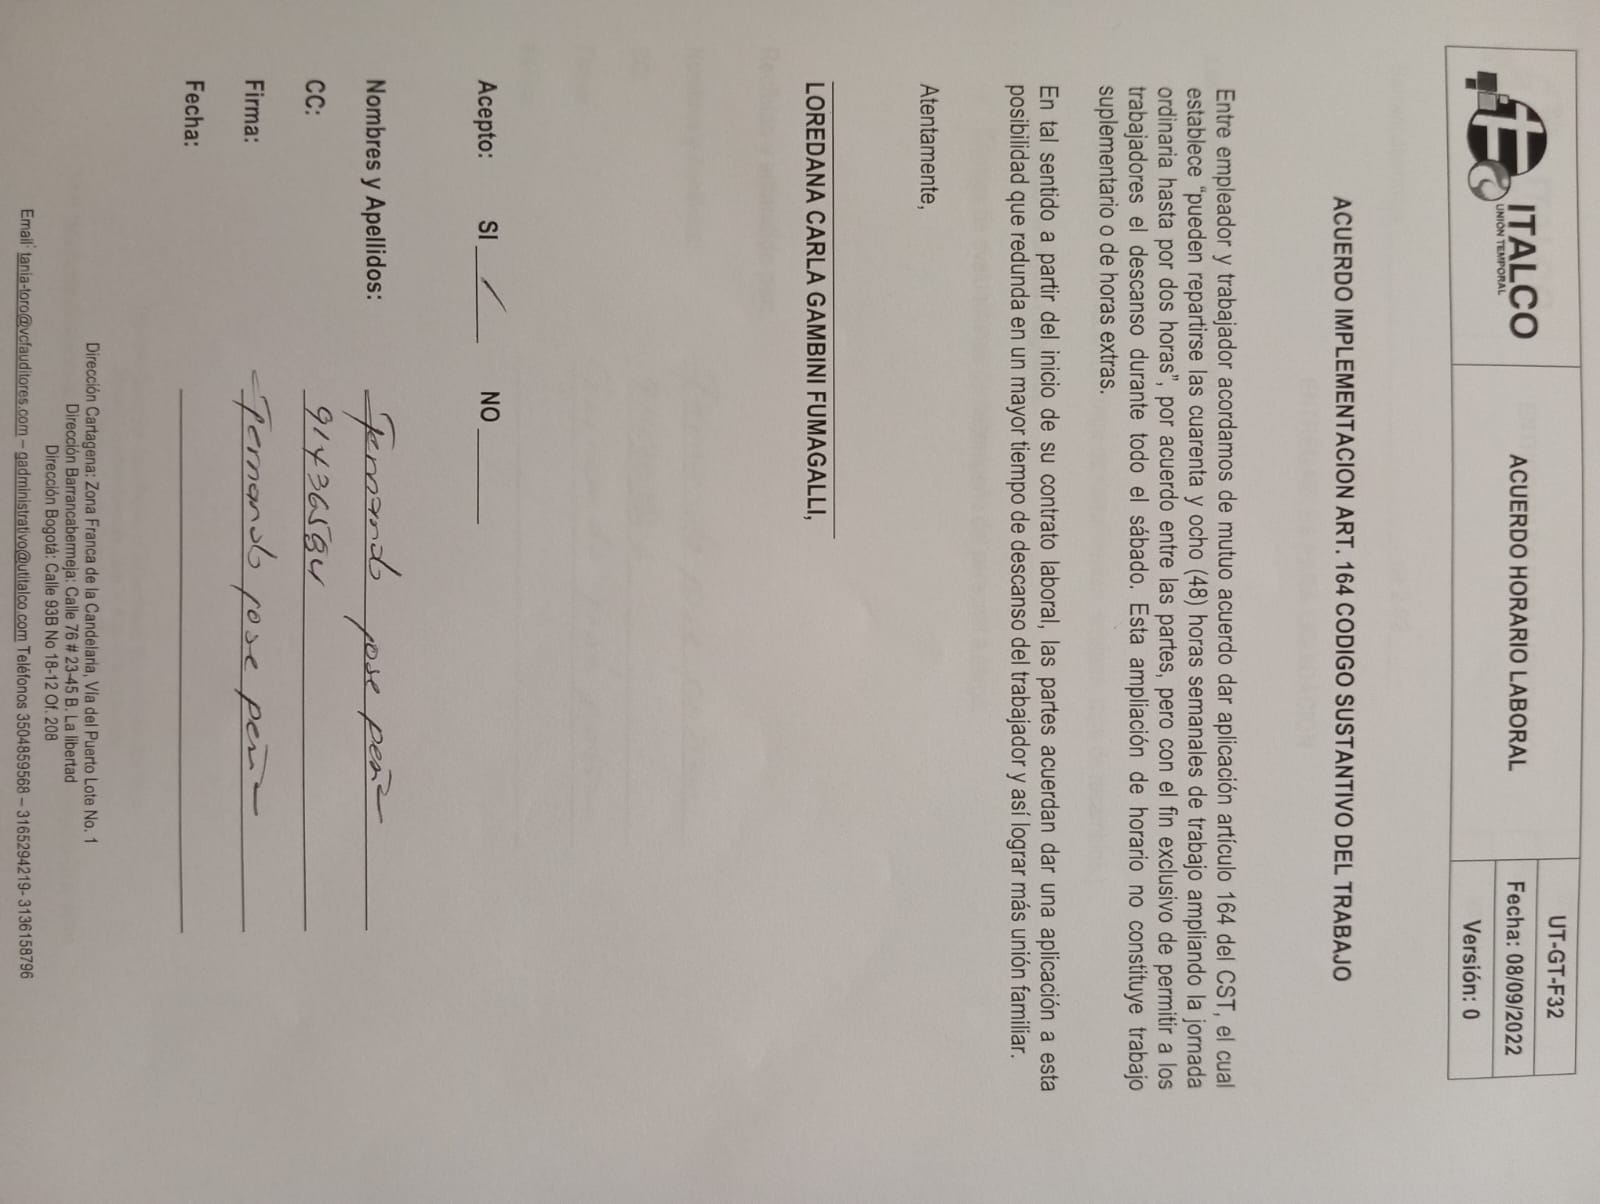 ITALCO
UNIÓN TEMPORAL
ACUERDO HORARIO LABORAL
UT-GT-F32
Fecha: 08/09/2022
Versión: 0
ACUERDO IMPLEMENTACION ART. 164 CODIGO SUSTANTIVO DEL TRABAJO
Entre empleador y trabajador acordamos de mutuo acuerdo dar aplicación artículo 164 del CST, el cual
establece “pueden repartirse las cuarenta y ocho (48) horas semanales de trabajo ampliando la jornada
ordinaria hasta por dos horas”, por acuerdo entre las partes, pero con el fin exclusivo de permitir a los
trabajadores el descanso durante todo el sábado. Esta ampliación de horario no constituye trabajo
suplementario o de horas extras.
En tal sentido a partir del inicio de su contrato laboral, las partes acuerdan dar una aplicación a esta
posibilidad que redunda en un mayor tiempo de descanso del trabajador y así lograr más unión familiar.
Atentamente,
LOREDANA CARLA GAMBINI FUMAGALLI,
Acepto: SI / NO
Nombres y Apellidos: Fernando jose peña
CC: 91436584
Firma: Fernando jose peña
Fecha:
Dirección Cartagena: Zona Franca de la Candelaria, Vía del Puerto Lote No. 1
Dirección Barrancabermeja: Calle 76 # 23-45 B. La libertad
Dirección Bogotá: Calle 93B No 18-12 Of. 208
Email: tania-toro@vcfauditores.com – gadministrativo@utitalco.com Teléfonos 3504859568 – 3165294219- 3136158796